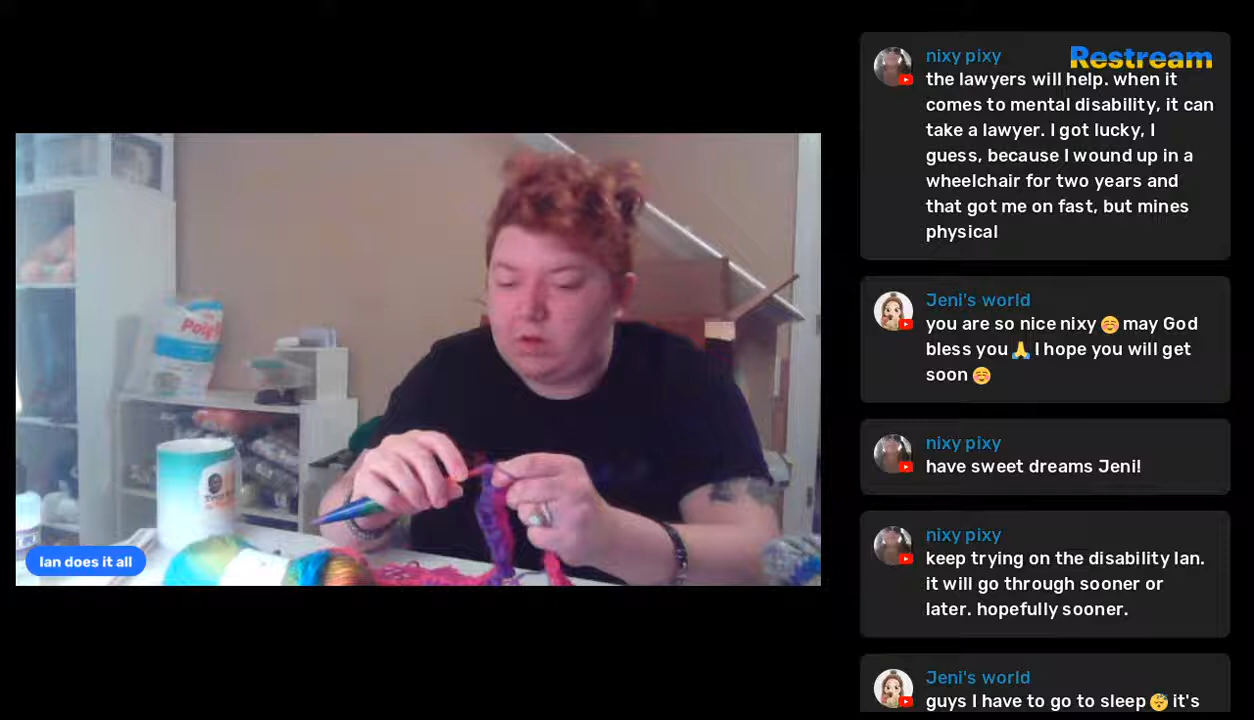 nixy pixy
Restream
the lawyers will help. when it
comes to mental disability, it can
take a lawyer. I got lucky, I
guess, because I wound up in a
wheelchair for two years and
that got me on fast, but mines
physical
Jeni's world
you are so nice nixy ☺️ may God
bless you 🙏 I hope you will get
soon ☺️
nixy pixy
have sweet dreams Jeni!
nixy pixy
keep trying on the disability Ian.
it will go through sooner or
later. hopefully sooner.
Jeni's world
guys I have to go to sleep 😴 it's
Poise
Ian does it all